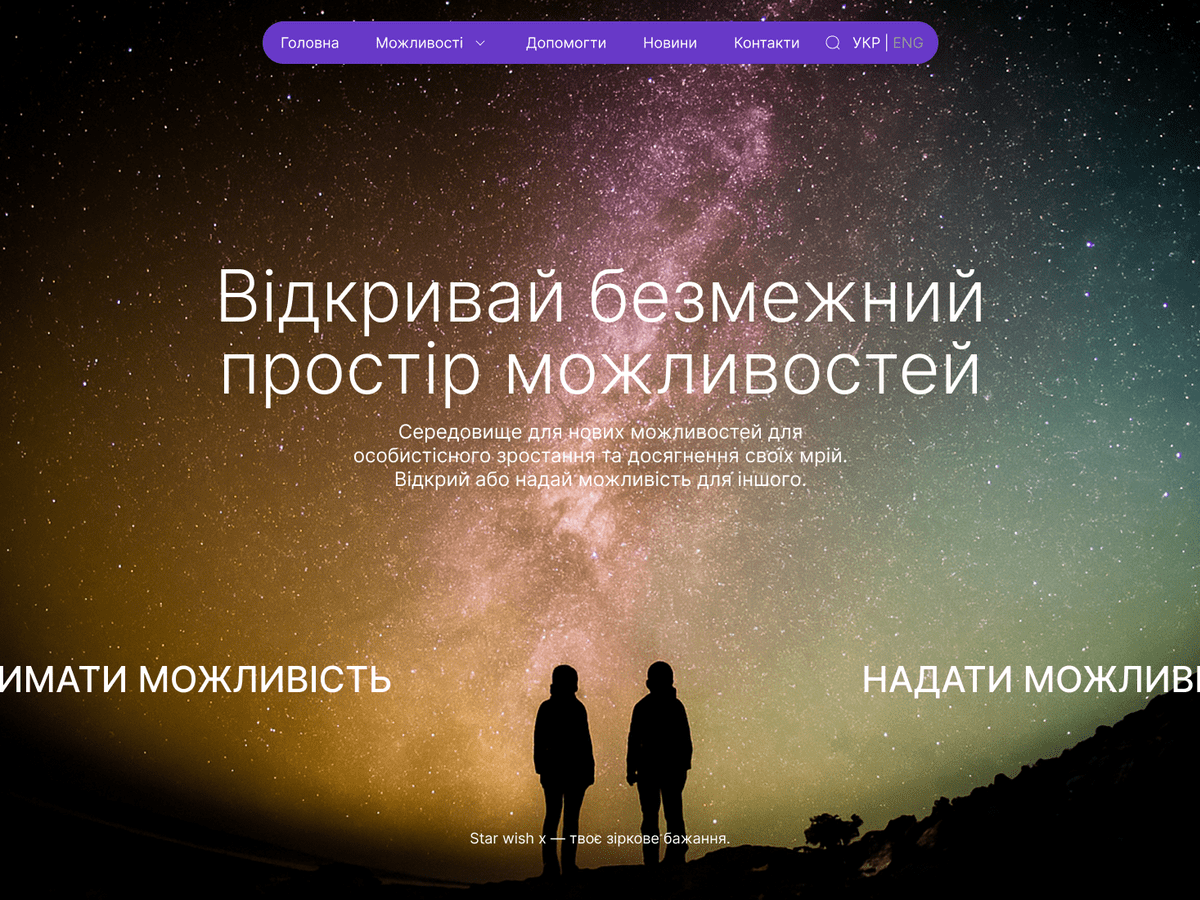 Головна Можливості Допомогти Новини Контакти УКР | ENG
Відкривай безмежний
простір можливостей
Середовище для нових можливостей для
особистісного зростання та досягнення своїх мрій.
Відкрий або надай можливість для іншого.
ИМАТИ МОЖЛИВІСТЬ НАДАТИ МОЖЛИВІ
Star wish x — твоє зіркове бажання.